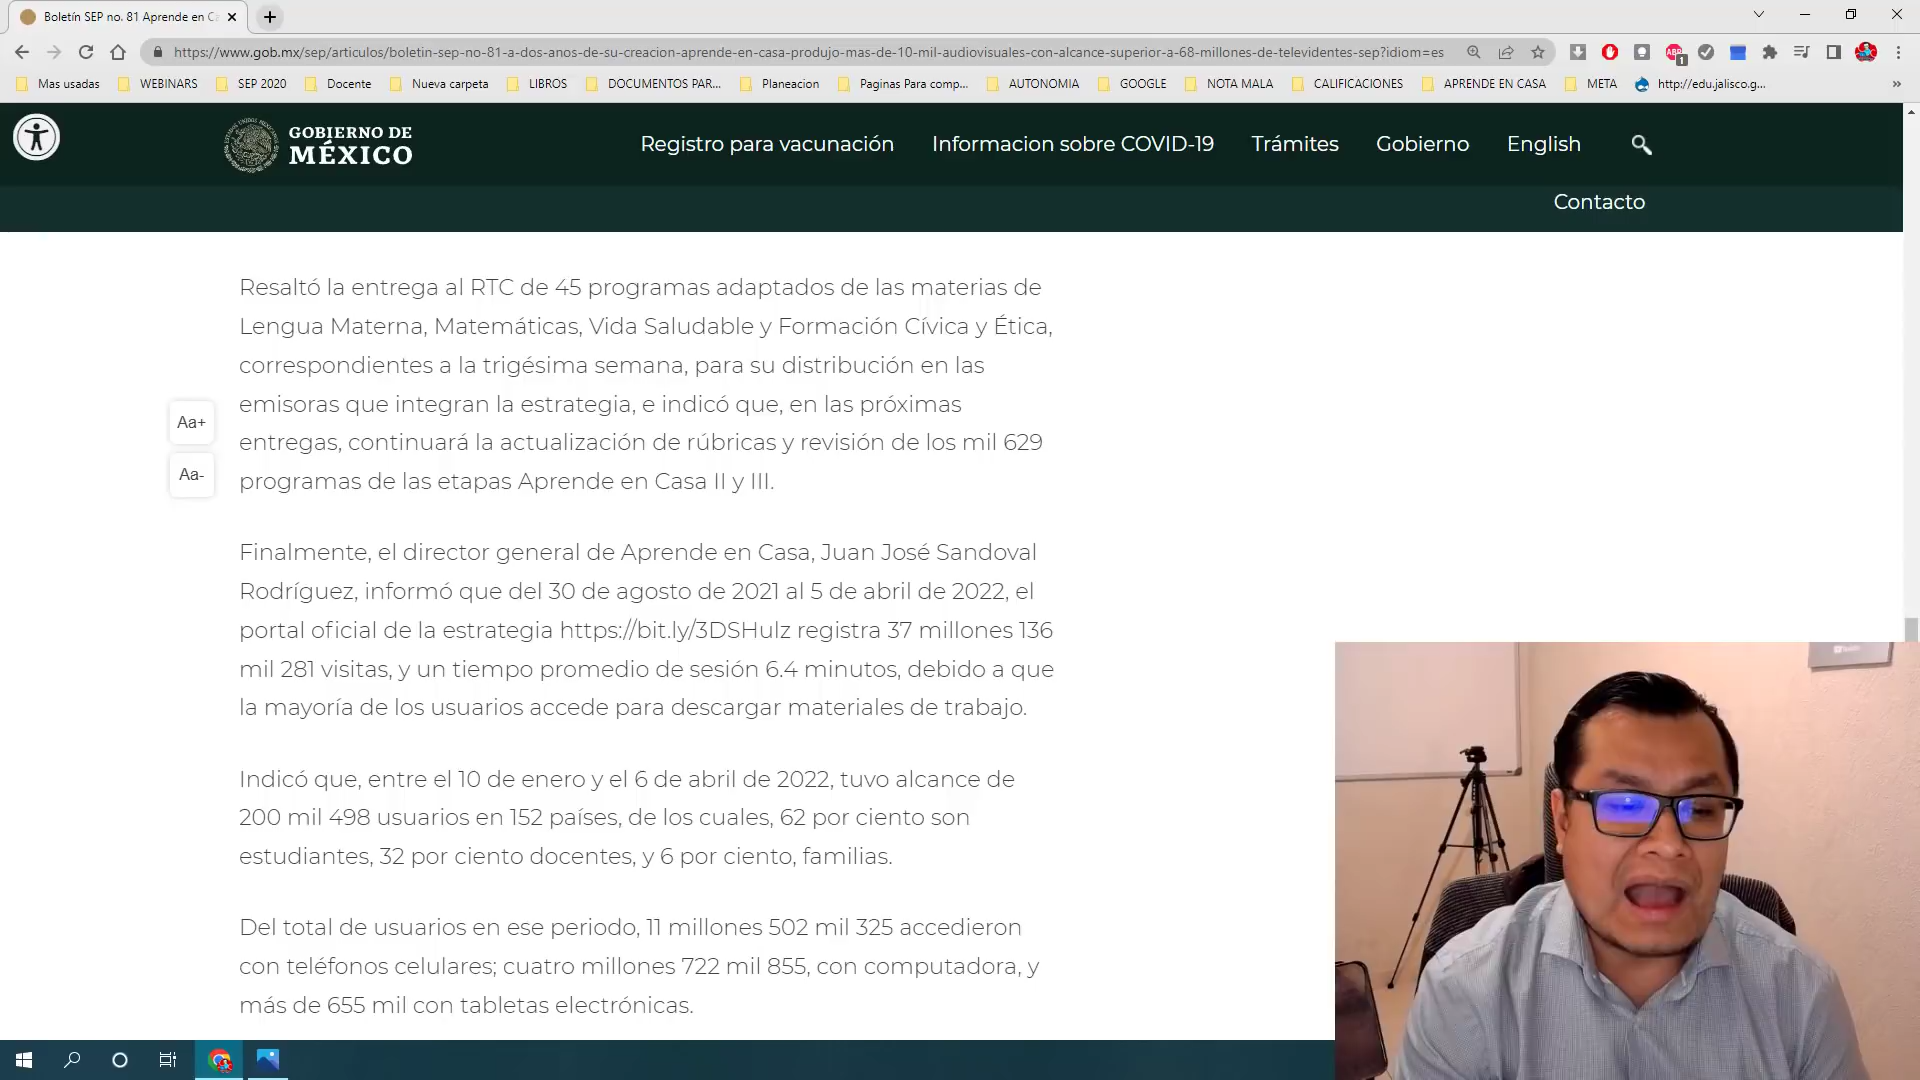 Boletín SEP no. 81 Aprende en C
https://www.gob.mx/sep/articulos/boletin-sep-no-81-a-dos-anos-de-su-creacion-aprende-en-casa-produjo-mas-de-10-mil-audiovisuales-con-alcance-superior-a-68-millones-de-televidentes-sep?idiom=es
ABP
1
Mas usadas
WEBINARS
SEP 2020
Docente
Nueva carpeta
LIBROS
DOCUMENTOS PAR...
Planeacion
Paginas Para comp...
AUTONOMIA
GOOGLE
NOTA MALA
CALIFICACIONES
APRENDE EN CASA
META
http://edu.jalisco.g...
»
GOBIERNO DE
MÉXICO
Registro para vacunación
Informacion sobre COVID-19
Trámites
Gobierno
English
Contacto
Resaltó la entrega al RTC de 45 programas adaptados de las materias de
Lengua Materna, Matemáticas, Vida Saludable y Formación Cívica y Ética,
correspondientes a la trigésima semana, para su distribución en las
emisoras que integran la estrategia, e indicó que, en las próximas
entregas, continuará la actualización de rúbricas y revisión de los mil 629
programas de las etapas Aprende en Casa II y III.
Aa+
Aa-
Finalmente, el director general de Aprende en Casa, Juan José Sandoval
Rodríguez, informó que del 30 de agosto de 2021 al 5 de abril de 2022, el
portal oficial de la estrategia https://bit.ly/3DSHulz registra 37 millones 136
mil 281 visitas, y un tiempo promedio de sesión 6.4 minutos, debido a que
la mayoría de los usuarios accede para descargar materiales de trabajo.
Indicó que, entre el 10 de enero y el 6 de abril de 2022, tuvo alcance de
200 mil 498 usuarios en 152 países, de los cuales, 62 por ciento son
estudiantes, 32 por ciento docentes, y 6 por ciento, familias.
Del total de usuarios en ese periodo, 11 millones 502 mil 325 accedieron
con teléfonos celulares; cuatro millones 722 mil 855, con computadora, y
más de 655 mil con tabletas electrónicas.